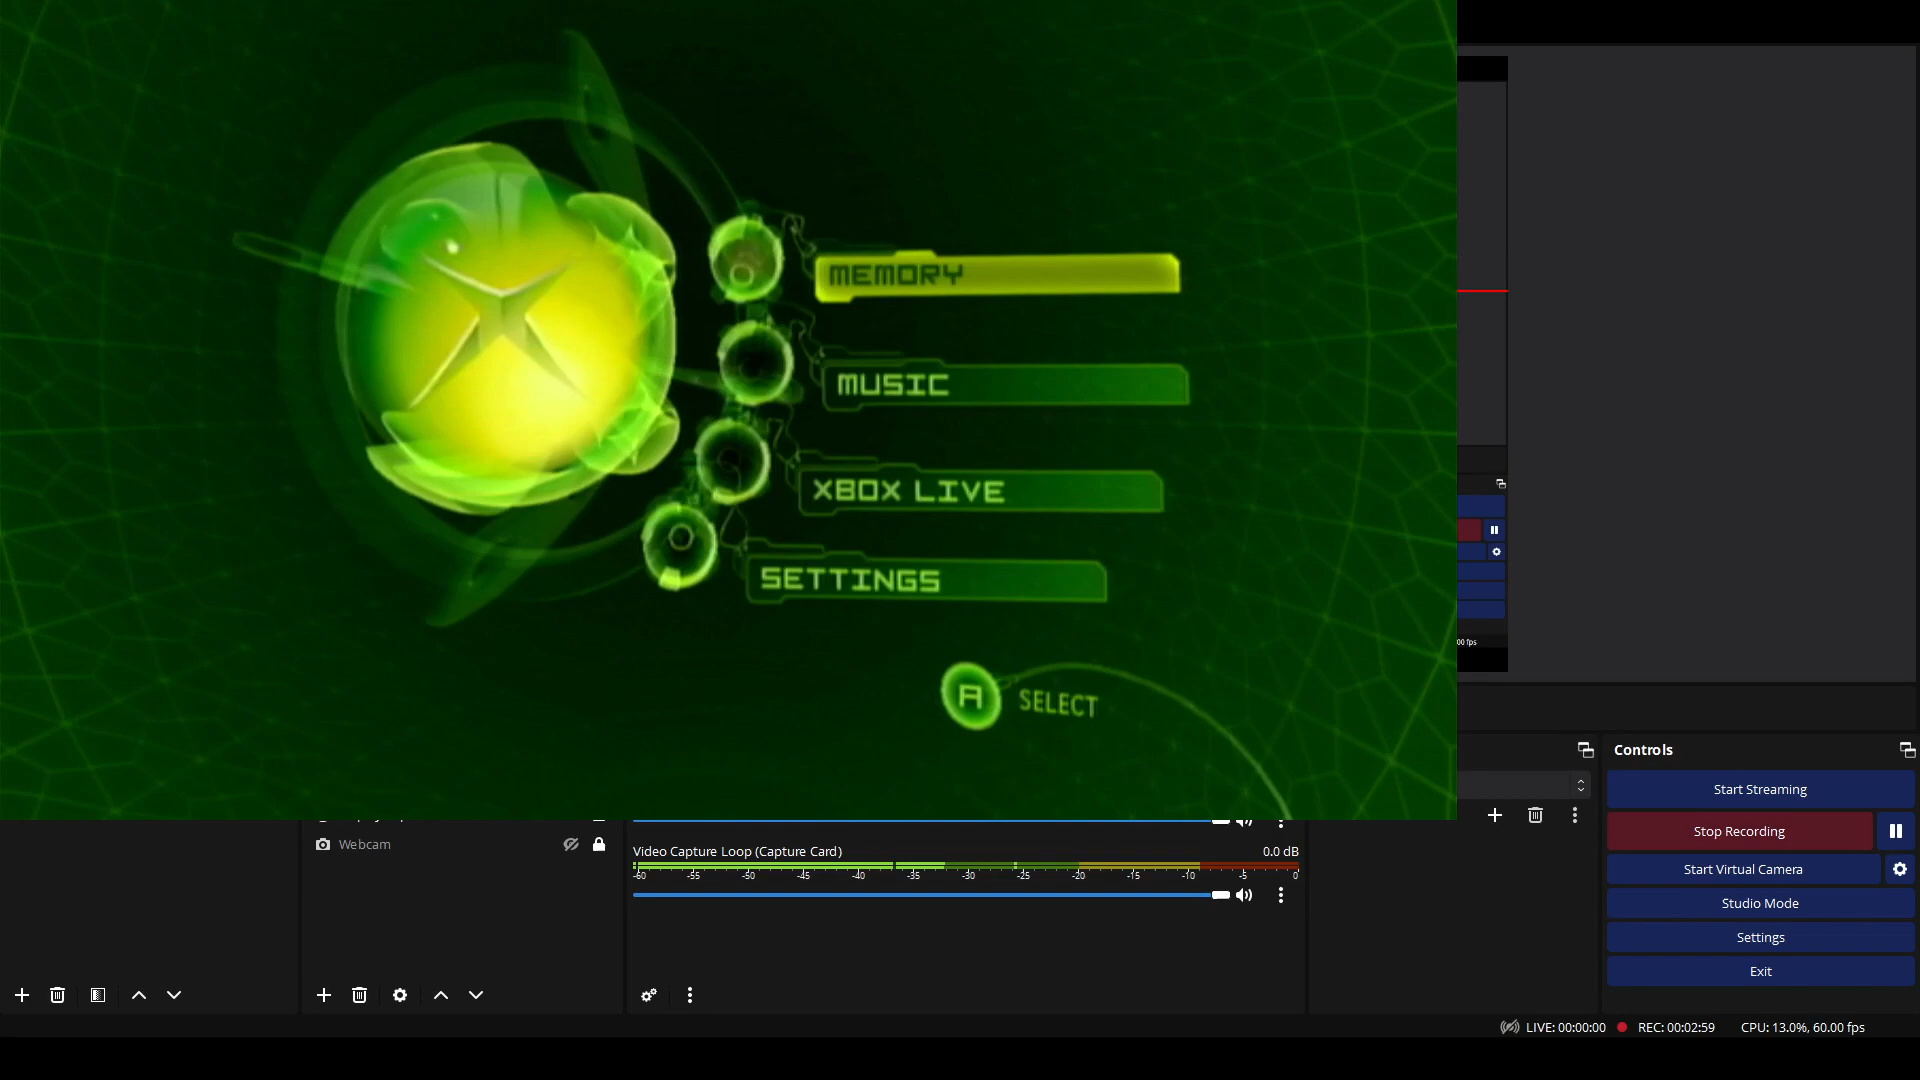 MEMORY
MUSIC
XBOX LIVE
SETTINGS
A SELECT
00 fps
Controls
Start Streaming
Stop Recording
Start Virtual Camera
Studio Mode
Settings
Exit
Webcam
Video Capture Loop (Capture Card) 0.0 dB
-60 -55 -50 -45 -40 -35 -30 -25 -20 -15 -10 -5 0
LIVE: 00:00:00 REC: 00:02:59 CPU: 13.0%, 60.00 fps